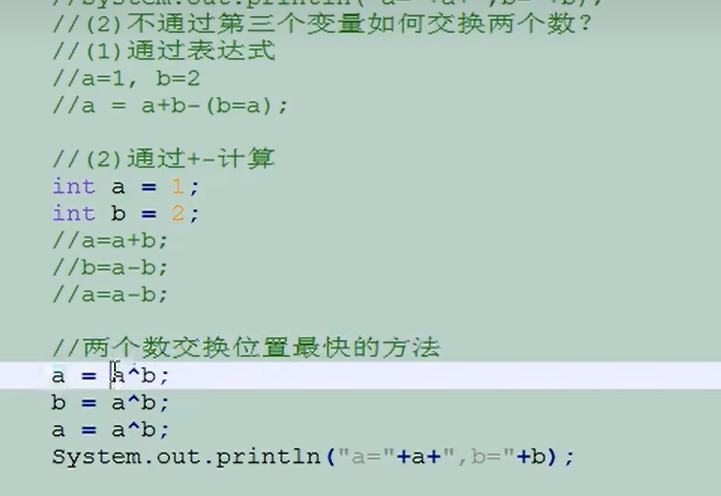 //System.out.println("a="+a+",b="+b);
//(2)不通过第三个变量如何交换两个数?
//(1)通过表达式
//a=1, b=2
//a = a+b-(b=a);
//(2)通过+-计算
int a = 1;
int b = 2;
//a=a+b;
//b=a-b;
//a=a-b;
//两个数交换位置最快的方法
a = a^b;
b = a^b;
a = a^b;
System.out.println("a="+a+",b="+b);